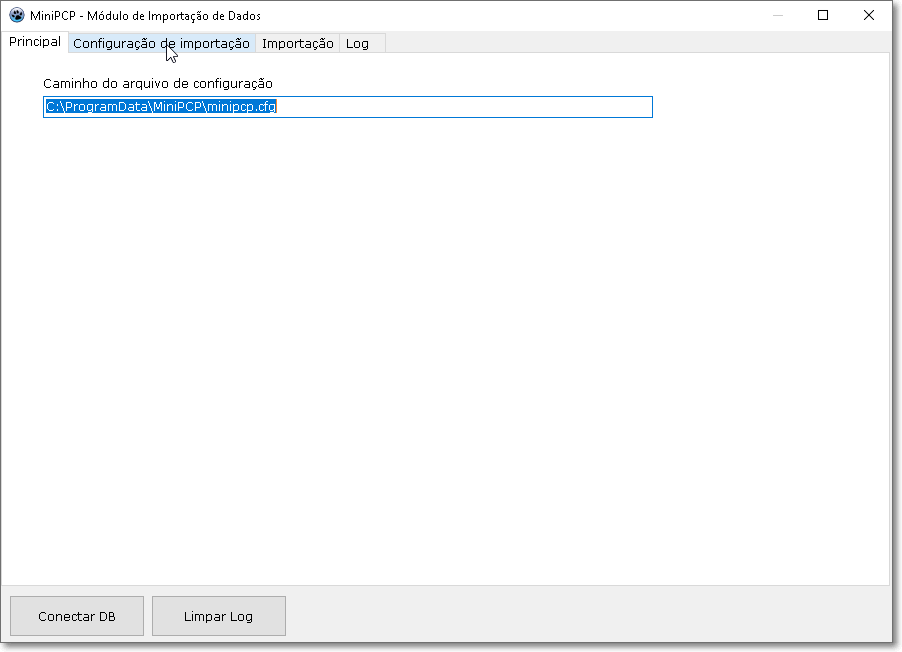 MiniPCP - Módulo de Importação de Dados
Principal Configuração de importação Importação Log
Caminho do arquivo de configuração
C:\ProgramData\MiniPCP\minipcp.cfg
Conectar DB Limpar Log